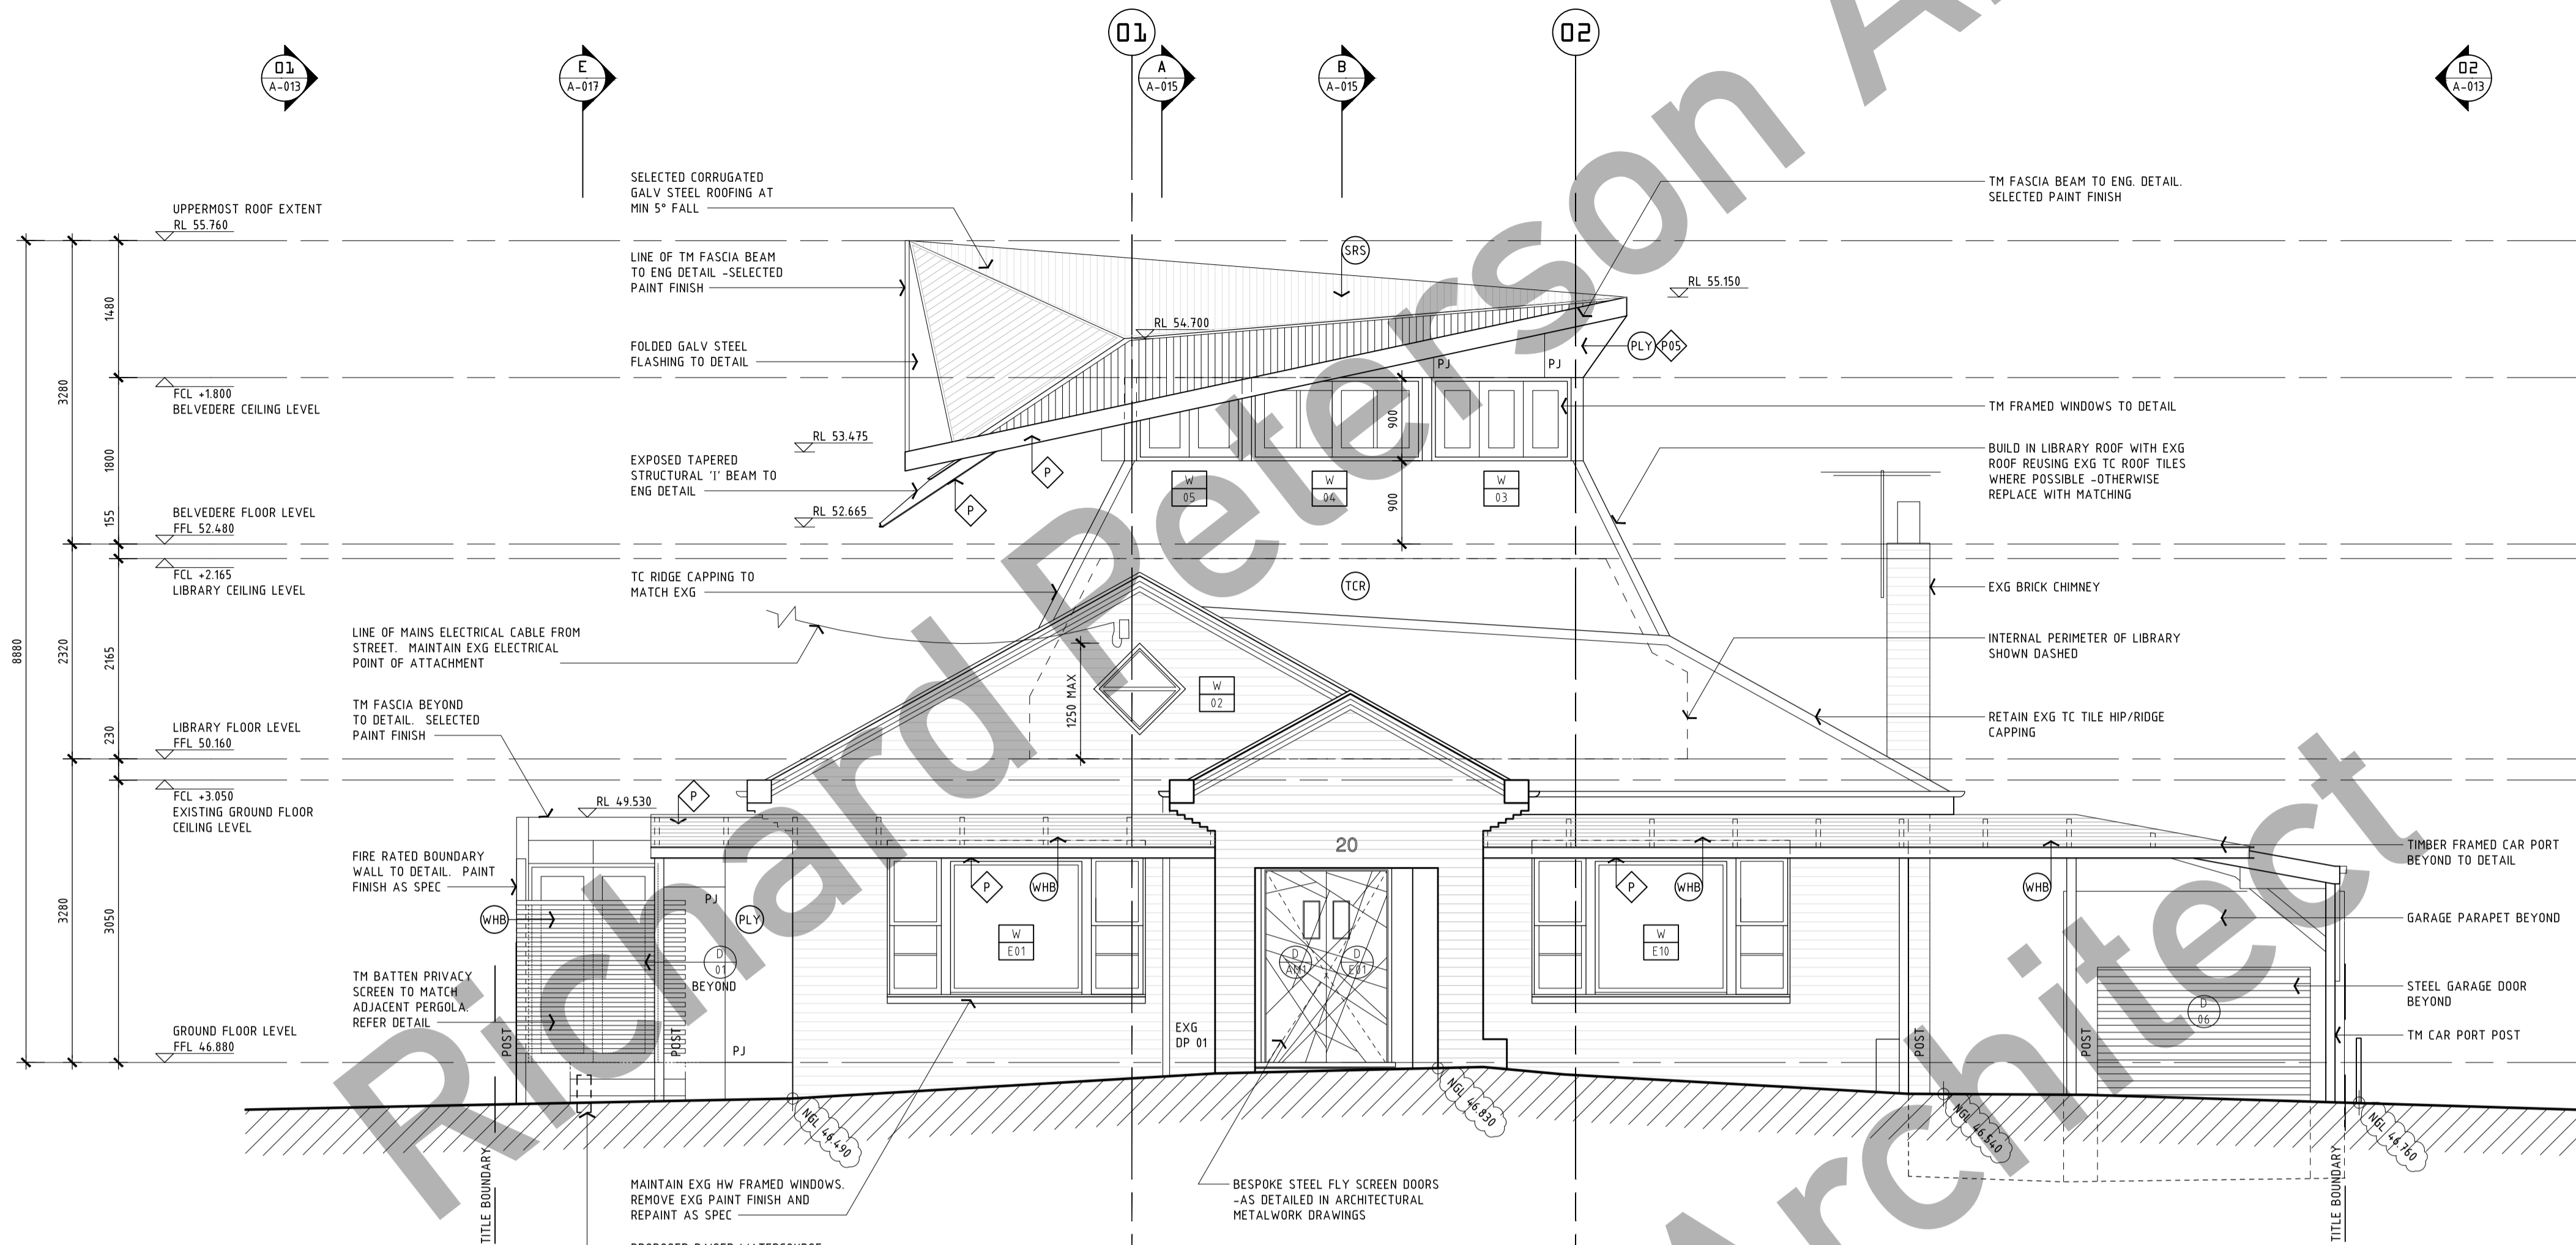 01
02
01
A-013
E
A-017
A
A-015
B
A-015
02
A-013
SELECTED CORRUGATED
GALV STEEL ROOFING AT
MIN 5° FALL
TM FASCIA BEAM TO ENG. DETAIL.
SELECTED PAINT FINISH
UPPERMOST ROOF EXTENT
RL 55.760
LINE OF TM FASCIA BEAM
TO ENG DETAIL -SELECTED
PAINT FINISH
SRS
RL 55.150
1480
RL 54.700
FOLDED GALV STEEL
FLASHING TO DETAIL
PLY
P05
PJ
PJ
3280
FCL +1.800
BELVEDERE CEILING LEVEL
TM FRAMED WINDOWS TO DETAIL
900
RL 53.475
1800
EXPOSED TAPERED
STRUCTURAL 'I' BEAM TO
ENG DETAIL
P
P
BUILD IN LIBRARY ROOF WITH EXG
ROOF REUSING EXG TC ROOF TILES
WHERE POSSIBLE -OTHERWISE
REPLACE WITH MATCHING
W
05
W
04
W
03
900
RL 52.665
155
BELVEDERE FLOOR LEVEL
FFL 52.480
FCL +2.165
LIBRARY CEILING LEVEL
TC RIDGE CAPPING TO
MATCH EXG
TCR
EXG BRICK CHIMNEY
LINE OF MAINS ELECTRICAL CABLE FROM
STREET. MAINTAIN EXG ELECTRICAL
POINT OF ATTACHMENT
INTERNAL PERIMETER OF LIBRARY
SHOWN DASHED
8880
2320
2165
1250 MAX
W
02
TM FASCIA BEYOND
TO DETAIL. SELECTED
PAINT FINISH
RETAIN EXG TC TILE HIP/RIDGE
CAPPING
LIBRARY FLOOR LEVEL
FFL 50.160
230
FCL +3.050
EXISTING GROUND FLOOR
CEILING LEVEL
RL 49.530
P
20
FIRE RATED BOUNDARY
WALL TO DETAIL. PAINT
FINISH AS SPEC
TIMBER FRAMED CAR PORT
BEYOND TO DETAIL
P
WHB
P
WHB
WHB
3280
3050
WHB
PJ
PLY
GARAGE PARAPET BEYOND
W
E01
W
E10
D
01
BEYOND
D
AM1
D
E01
TM BATTEN PRIVACY
SCREEN TO MATCH
ADJACENT PERGOLA.
REFER DETAIL
STEEL GARAGE DOOR
BEYOND
D
06
GROUND FLOOR LEVEL
FFL 46.880
POST
POST
PJ
EXG
DP 01
POST
POST
TM CAR PORT POST
NGL 46.490
NGL 46.830
NGL 46.540
NGL 46.760
TITLE BOUNDARY
MAINTAIN EXG HW FRAMED WINDOWS.
REMOVE EXG PAINT FINISH AND
REPAINT AS SPEC
BESPOKE STEEL FLY SCREEN DOORS
-AS DETAILED IN ARCHITECTURAL
METALWORK DRAWINGS
TITLE BOUNDARY
Richard Peterson
Architect